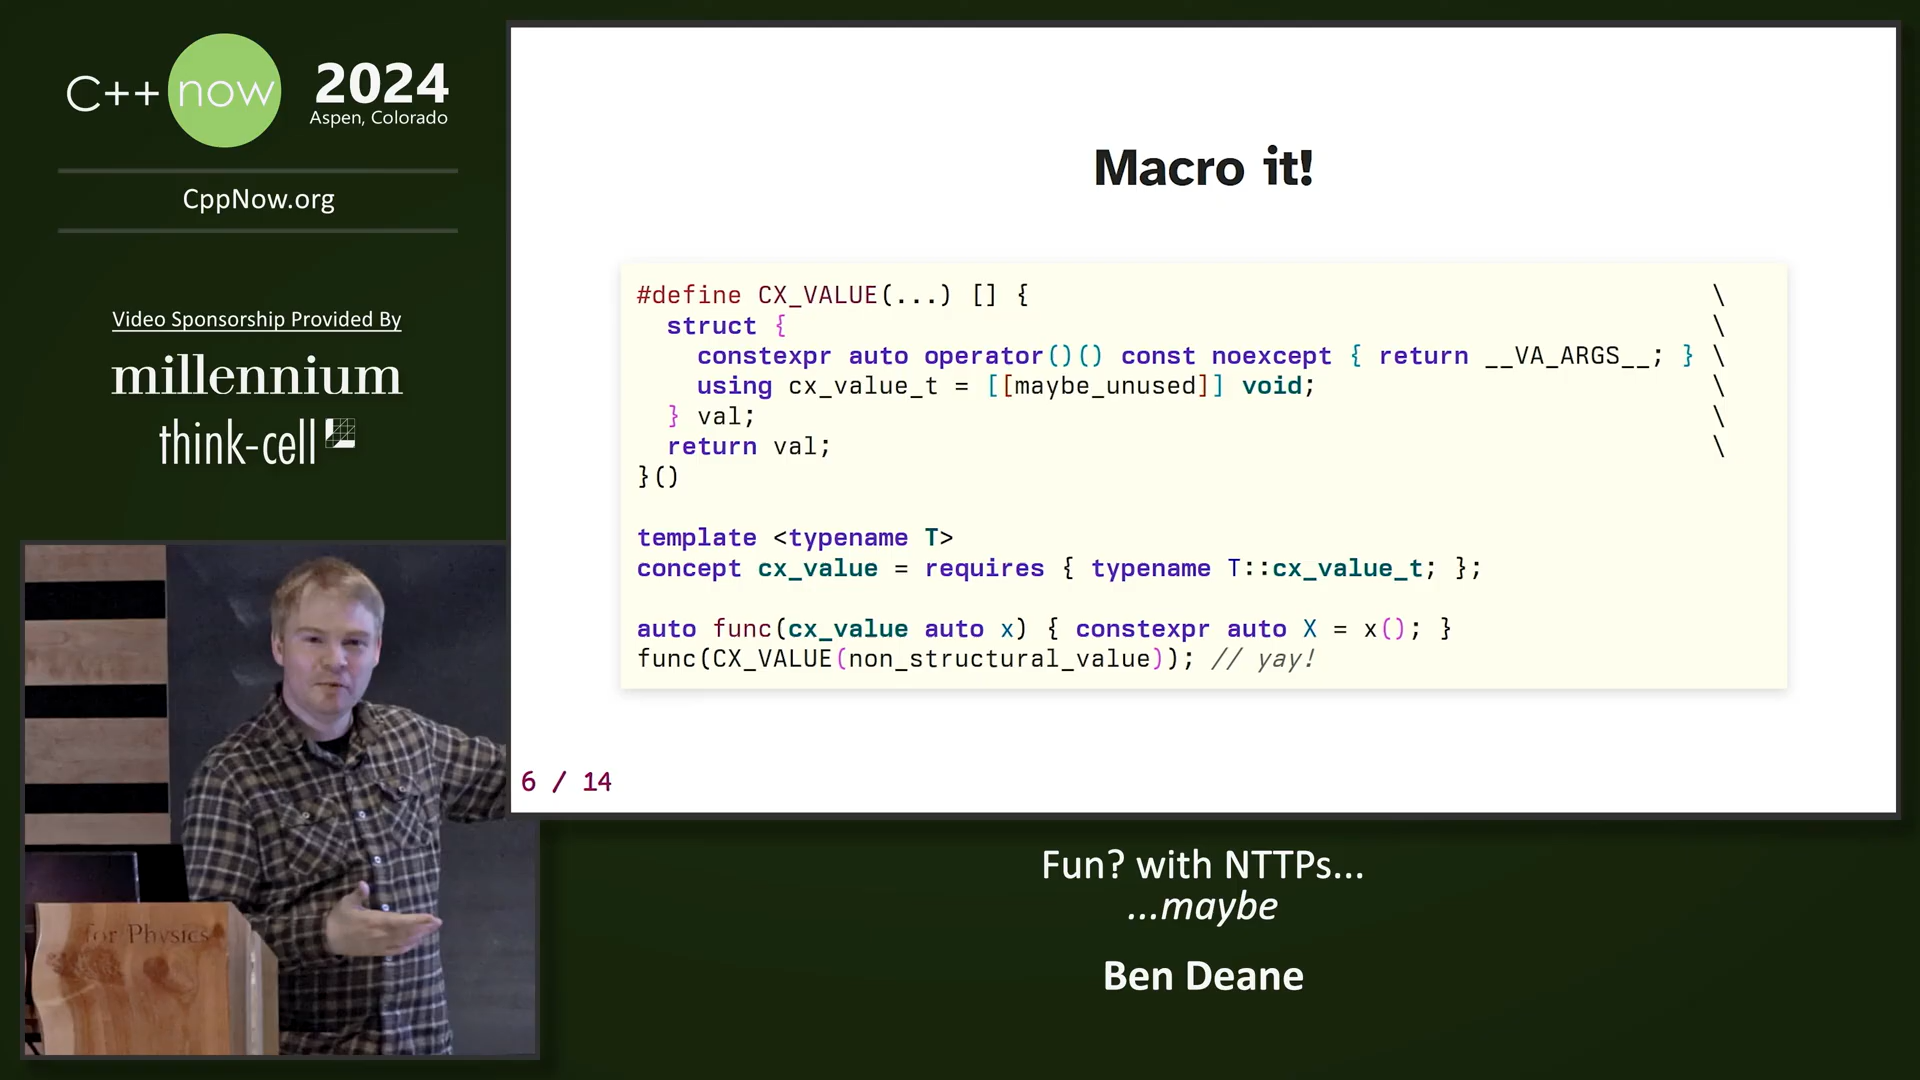 C++ now 2024
Aspen, Colorado
CppNow.org
Video Sponsorship Provided By
millennium
think-cell
for Physics
Macro it!
#define CX_VALUE(...) [] { \
  struct { \
    constexpr auto operator()() const noexcept { return __VA_ARGS__; } \
    using cx_value_t = [[maybe_unused]] void; \
  } val; \
  return val; \
}()
template <typename T>
concept cx_value = requires { typename T::cx_value_t; };
auto func(cx_value auto x) { constexpr auto X = x(); }
func(CX_VALUE(non_structural_value)); // yay!
6 / 14
Fun? with NTTPs...
...maybe
Ben Deane